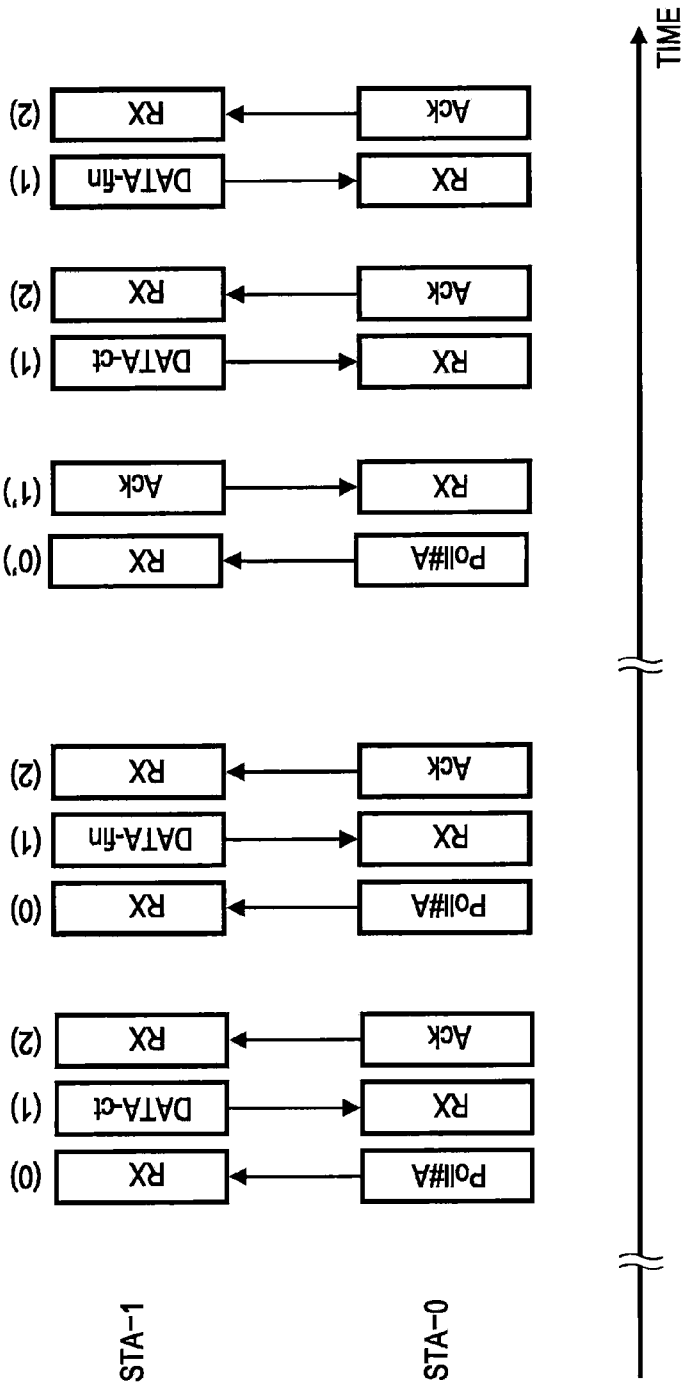 TIME
(2) RX Ack
(1) DATA-fin RX
(2) RX Ack
(1) DATA-ct RX
(1') Ack RX
(0') RX Poll#A
(2) RX Ack
(1) DATA-fin RX
(0) RX Poll#A
(2) RX Ack
(1) DATA-ct RX
(0) RX Poll#A
STA-1
STA-0